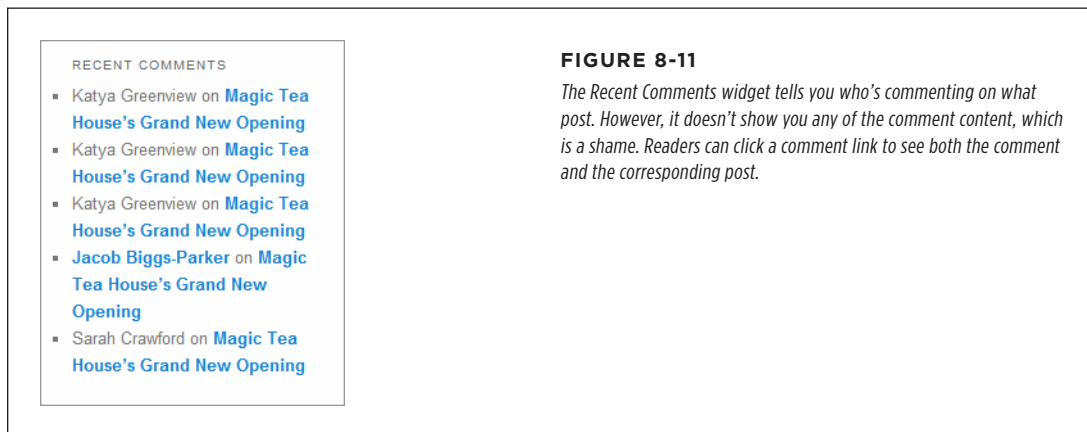 RECENT COMMENTS
Katya Greenview on Magic Tea
House's Grand New Opening
Katya Greenview on Magic Tea
House's Grand New Opening
Katya Greenview on Magic Tea
House's Grand New Opening
Jacob Biggs-Parker on Magic
Tea House's Grand New
Opening
Sarah Crawford on Magic Tea
House's Grand New Opening
FIGURE 8-11
The Recent Comments widget tells you who's commenting on what
post. However, it doesn't show you any of the comment content, which
is a shame. Readers can click a comment link to see both the comment
and the corresponding post.